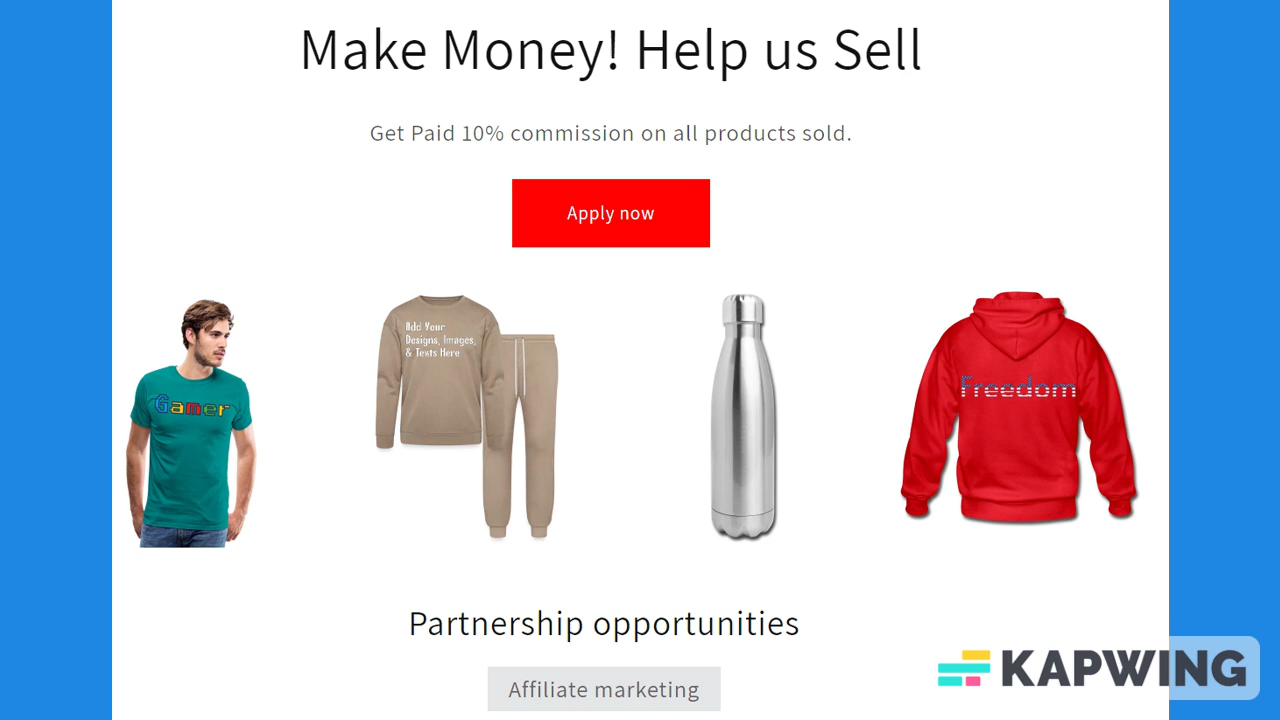 Make Money! Help us Sell
Get Paid 10% commission on all products sold.
Apply now
Gamer
Add Your
Designs, Images,
& Texts Here
Freedom
Partnership opportunities
Affiliate marketing
KAPWING